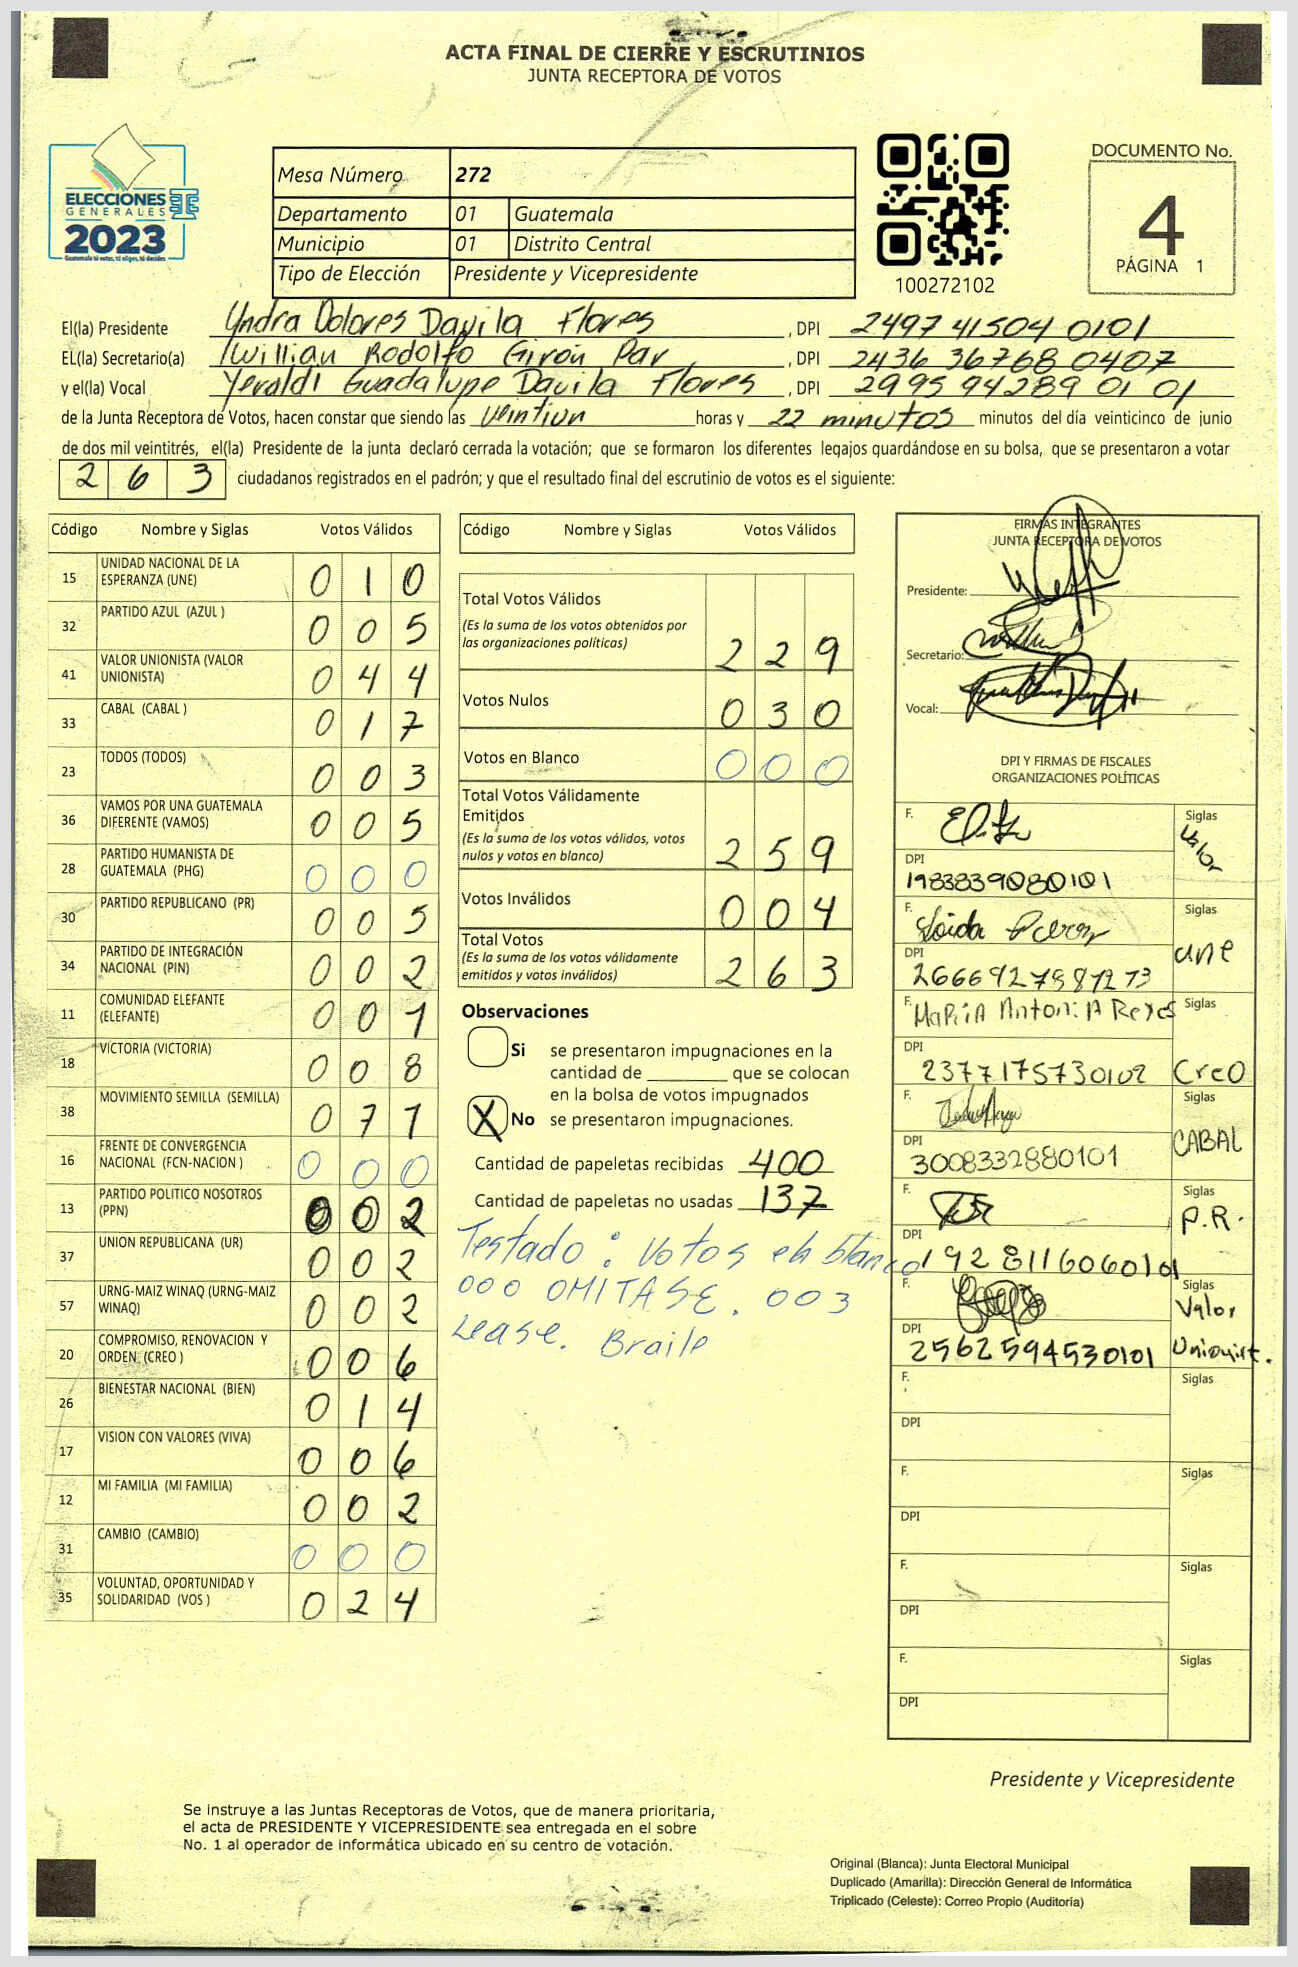 ACTA FINAL DE CIERRE Y ESCRUTINIOS
JUNTA RECEPTORA DE VOTOS
ELECCIONES
GENERALES
2023
Guatemala tú votas, tú eliges, tú decides
Mesa Número 272
Departamento 01 Guatemala
Municipio 01 Distrito Central
Tipo de Elección Presidente y Vicepresidente
100272102
DOCUMENTO No.
4
PÁGINA 1
El(la) Presidente Yndra Dolores Davila Flores, DPI 2497 41504 0101
EL(la) Secretario(a) Willian Rodolfo Girón Par, DPI 2436 36768 0407
y el(la) Vocal Yeraldi Guadalupe Davila Flores, DPI 2995 94289 01 01
de la Junta Receptora de Votos, hacen constar que siendo las veintiun horas y 22 minutos minutos del día veinticinco de junio
de dos mil veintitrés, el(la) Presidente de la junta declaró cerrada la votación; que se formaron los diferentes legajos guardándose en su bolsa, que se presentaron a votar
2 6 3 ciudadanos registrados en el padrón; y que el resultado final del escrutinio de votos es el siguiente:
Código Nombre y Siglas Votos Válidos
15 UNIDAD NACIONAL DE LA ESPERANZA (UNE) 0 1 0
32 PARTIDO AZUL (AZUL ) 0 0 5
41 VALOR UNIONISTA (VALOR UNIONISTA) 0 4 4
33 CABAL (CABAL ) 0 1 7
23 TODOS (TODOS) 0 0 3
36 VAMOS POR UNA GUATEMALA DIFERENTE (VAMOS) 0 0 5
28 PARTIDO HUMANISTA DE GUATEMALA (PHG) 0 0 0
30 PARTIDO REPUBLICANO (PR) 0 0 5
34 PARTIDO DE INTEGRACIÓN NACIONAL (PIN) 0 0 2
11 COMUNIDAD ELEFANTE (ELEFANTE) 0 0 1
18 VICTORIA (VICTORIA) 0 0 8
38 MOVIMIENTO SEMILLA (SEMILLA) 0 7 1
16 FRENTE DE CONVERGENCIA NACIONAL (FCN-NACION ) 0 0 0
13 PARTIDO POLITICO NOSOTROS (PPN) 0 0 2
37 UNION REPUBLICANA (UR) 0 0 2
57 URNG-MAIZ WINAQ (URNG-MAIZ WINAQ) 0 0 2
20 COMPROMISO, RENOVACION Y ORDEN (CREO ) 0 0 6
26 BIENESTAR NACIONAL (BIEN) 0 1 4
17 VISION CON VALORES (VIVA) 0 0 6
12 MI FAMILIA (MI FAMILIA) 0 0 2
31 CAMBIO (CAMBIO) 0 0 0
35 VOLUNTAD, OPORTUNIDAD Y SOLIDARIDAD (VOS ) 0 2 4
Código Nombre y Siglas Votos Válidos
Total Votos Válidos 2 2 9
(Es la suma de los votos obtenidos por
las organizaciones políticas)
Votos Nulos 0 3 0
Votos en Blanco 0 0 0
Total Votos Válidamente
Emitidos
(Es la suma de los votos válidos, votos
nulos y votos en blanco) 2 5 9
Votos Inválidos 0 0 4
Total Votos
(Es la suma de los votos válidamente
emitidos y votos inválidos) 2 6 3
Observaciones
Si se presentaron impugnaciones en la
cantidad de ________ que se colocan
en la bolsa de votos impugnados
X No se presentaron impugnaciones.
Cantidad de papeletas recibidas 400
Cantidad de papeletas no usadas 137
Testado : Votos en blanco
000 OMITASE. 003
Lease. Braile
FIRMAS INTEGRANTES
JUNTA RECEPTORA DE VOTOS
Presidente:
Secretario:
Vocal:
DPI Y FIRMAS DE FISCALES
ORGANIZACIONES POLÍTICAS
F. Siglas Valor
DPI 1983839080101
F. Loida Siglas une
DPI 2666927987273
F. MaRiiA Antonia Reyes Siglas CreO
DPI 2377175730102
F. Siglas CABAL
DPI 3008332880101
F. Siglas P.R.
DPI 1928116060101
F. Siglas Valor Unionist.
DPI 2562594530101
F. Siglas
DPI
F. Siglas
DPI
F. Siglas
DPI
F. Siglas
DPI
Presidente y Vicepresidente
Se instruye a las Juntas Receptoras de Votos, que de manera prioritaria,
el acta de PRESIDENTE Y VICEPRESIDENTE sea entregada en el sobre
No. 1 al operador de informática ubicado en su centro de votación.
Original (Blanca): Junta Electoral Municipal
Duplicado (Amarilla): Dirección General de Informática
Triplicado (Celeste): Correo Propio (Auditoría)